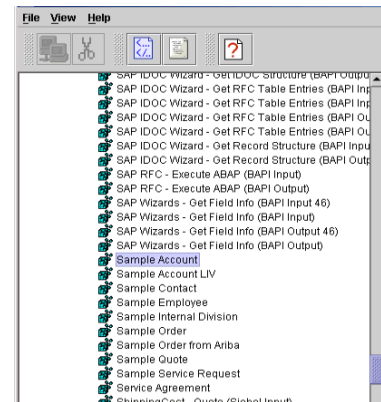 File View Help
SAP IDOC Wizard - Get IDOC Structure (BAPI Outpu
SAP IDOC Wizard - Get RFC Table Entries (BAPI Inp
SAP IDOC Wizard - Get RFC Table Entries (BAPI Inp
SAP IDOC Wizard - Get RFC Table Entries (BAPI Ou
SAP IDOC Wizard - Get RFC Table Entries (BAPI Ou
SAP IDOC Wizard - Get Record Structure (BAPI Inpu
SAP IDOC Wizard - Get Record Structure (BAPI Outp
SAP RFC - Execute ABAP (BAPI Input)
SAP RFC - Execute ABAP (BAPI Output)
SAP Wizards - Get Field Info (BAPI Input 46)
SAP Wizards - Get Field Info (BAPI Input)
SAP Wizards - Get Field Info (BAPI Output 46)
SAP Wizards - Get Field Info (BAPI Output)
Sample Account
Sample Account LIV
Sample Contact
Sample Employee
Sample Internal Division
Sample Order
Sample Order from Ariba
Sample Quote
Sample Service Request
Service Agreement
ShippingCost - Quote (Siebel Input)